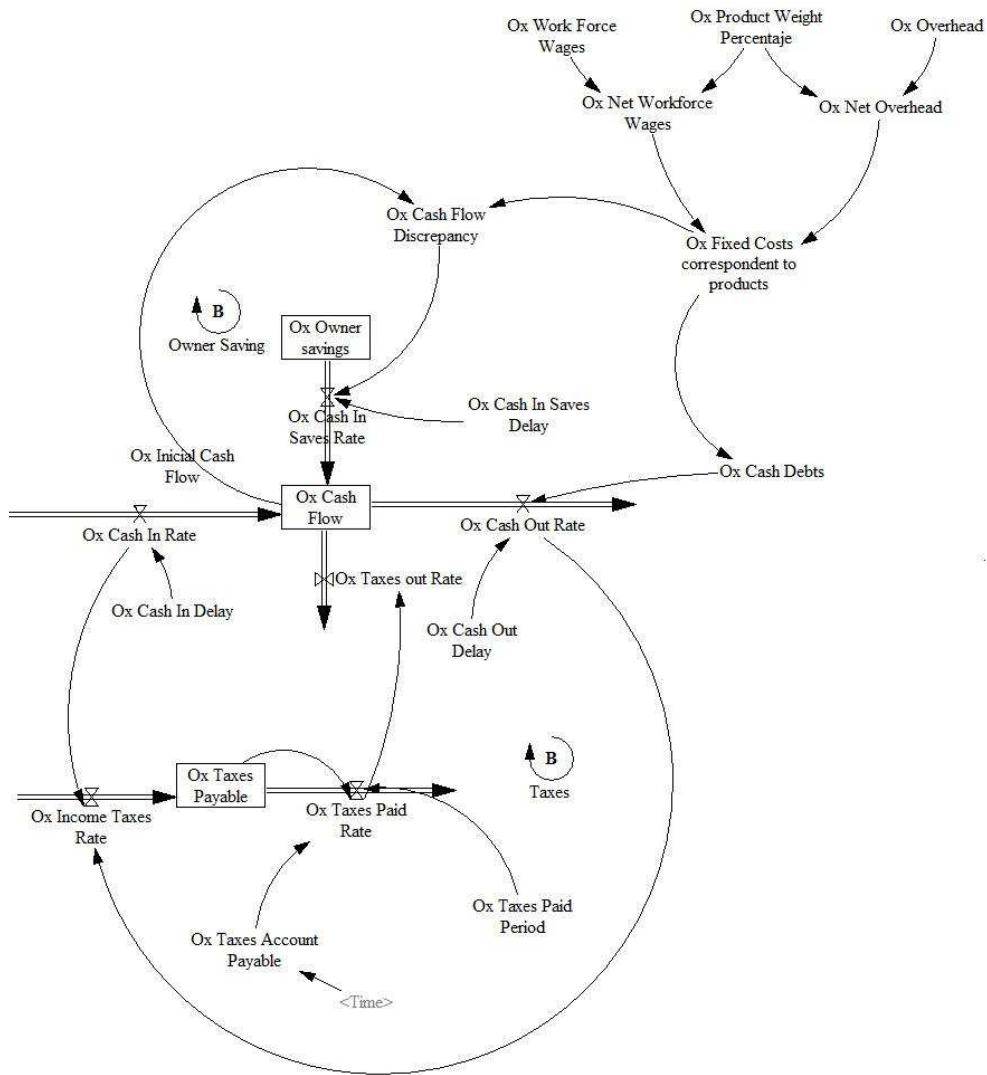 Ox Work Force
Wages
Ox Product Weight
Percentaje
Ox Overhead
Ox Net Workforce
Wages
Ox Net Overhead
Ox Cash Flow
Discrepancy
Ox Fixed Costs
correspondent to
products
B
Owner Saving
Ox Owner
savings
Ox Cash In
Saves Rate
Ox Cash In Saves
Delay
Ox Inicial Cash
Flow
Ox Cash Debts
Ox Cash
Flow
Ox Cash In Rate
Ox Cash Out Rate
Ox Taxes out Rate
Ox Cash In Delay
Ox Cash Out
Delay
B
Taxes
Ox Taxes
Payable
Ox Income Taxes
Rate
Ox Taxes Paid
Rate
Ox Taxes Paid
Period
Ox Taxes Account
Payable
<Time>